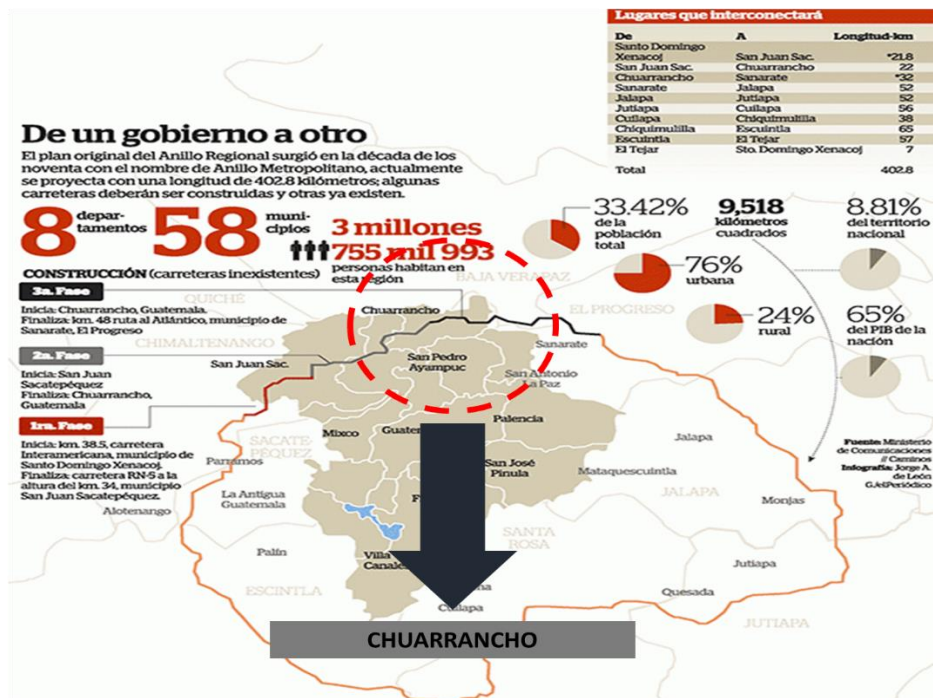 Lugares que interconectará
De A Longitud-km
Santo Domingo
Xenacoj San Juan Sac. *21.8
San Juan Sac. Chuarrancho 22
Chuarrancho Sanarate *32
Sanarate Jalapa 52
Jalapa Jutiapa 52
Jutiapa Cuilapa 56
Cuilapa Chiquimulilla 38
Chiquimulilla Escuintla 65
Escuintla El Tejar 57
El Tejar Sto. Domingo Xenacoj 7
Total 402.8
De un gobierno a otro
El plan original del Anillo Regional surgió en la década de los
noventa con el nombre de Anillo Metropolitano, actualmente
se proyecta con una longitud de 402.8 kilómetros; algunas
carreteras deberán ser construidas y otras ya existen.
8 depar-
tamentos
58 muni-
cipios
3 millones
755 mil 993
personas habitan en
esta región
33.42%
de la
población
total
76%
urbana
24%
rural
9,518
kilómetros
cuadrados
8.81%
del territorio
nacional
65%
del PIB de la
nación
CONSTRUCCIÓN (carreteras inexistentes)
3a. Fase
Inicia: Chuarrancho, Guatemala.
Finaliza: km. 48 ruta al Atlántico, municipio de
Sanarate, El Progreso
2a. Fase
Inicia: San Juan
Sacatepéquez
Finaliza: Chuarrancho,
Guatemala
1ra. Fase
Inicia: km. 38.5, carretera
Interamericana, municipio de
Santo Domingo Xenacoj.
Finaliza: carretera RN-5 a la
altura del km. 34, municipio
San Juan Sacatepéquez.
BAJA VERAPAZ
QUICHÉ
EL PROGRESO
Chuarrancho
CHIMALTENANGO
San Juan Sac.
San Pedro
Ayampuc
Sanarate
San Antonio
La Paz
Mixco
Palencia
SACATE-
PÉQUEZ
Parramos
San José
Pinula
Jalapa
Mataquescuintla
JALAPA
Monjas
La Antigua
Guatemala
Alotenango
SANTA
ROSA
Palín
Villa
Canales
Jutiapa
ESCINTLA
Quesada
Cuilapa
JUTIAPA
Fuente: Ministerio
de Comunicaciones
// Caminos
Infografía: Jorge A.
de León
G./elPeriódico
CHUARRANCHO